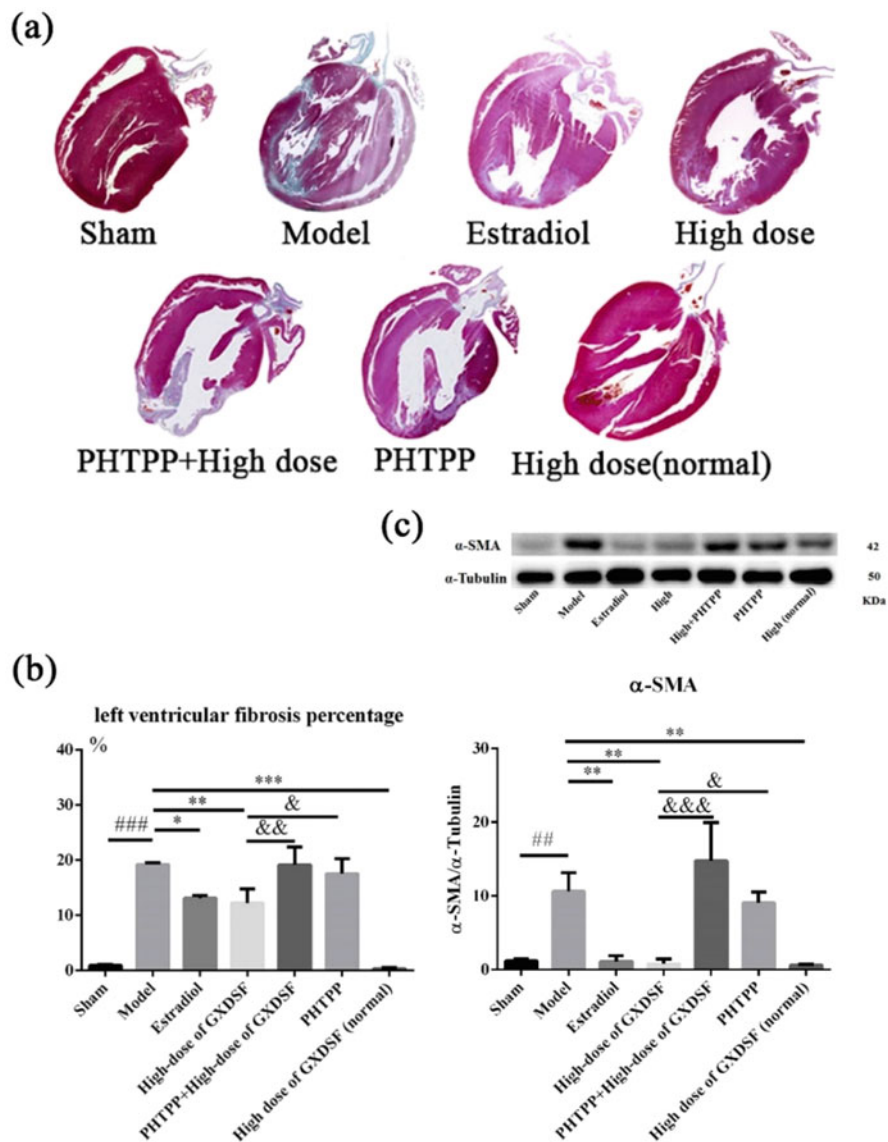 (a)
Sham Model Estradiol High dose
PHTPP+High dose PHTPP High dose(normal)
(c)
α-SMA 42
α-Tubulin 50
KDa
Sham Model Estradiol High High+PHTPP PHTPP High (normal)
(b)
left ventricular fibrosis percentage
%
40
30
20
10
0
***
**
&
*
&&
###
Sham
Model
Estradiol
High-dose of GXDSF
PHTPP+High-dose of GXDSF
PHTPP
High dose of GXDSF (normal)
α-SMA
α-SMA/α-Tubulin
30
20
10
0
**
**
&
**
&&&
##
Sham
Model
Estradiol
High-dose of GXDSF
PHTPP+High-dose of GXDSF
PHTPP
High dose of GXDSF (normal)